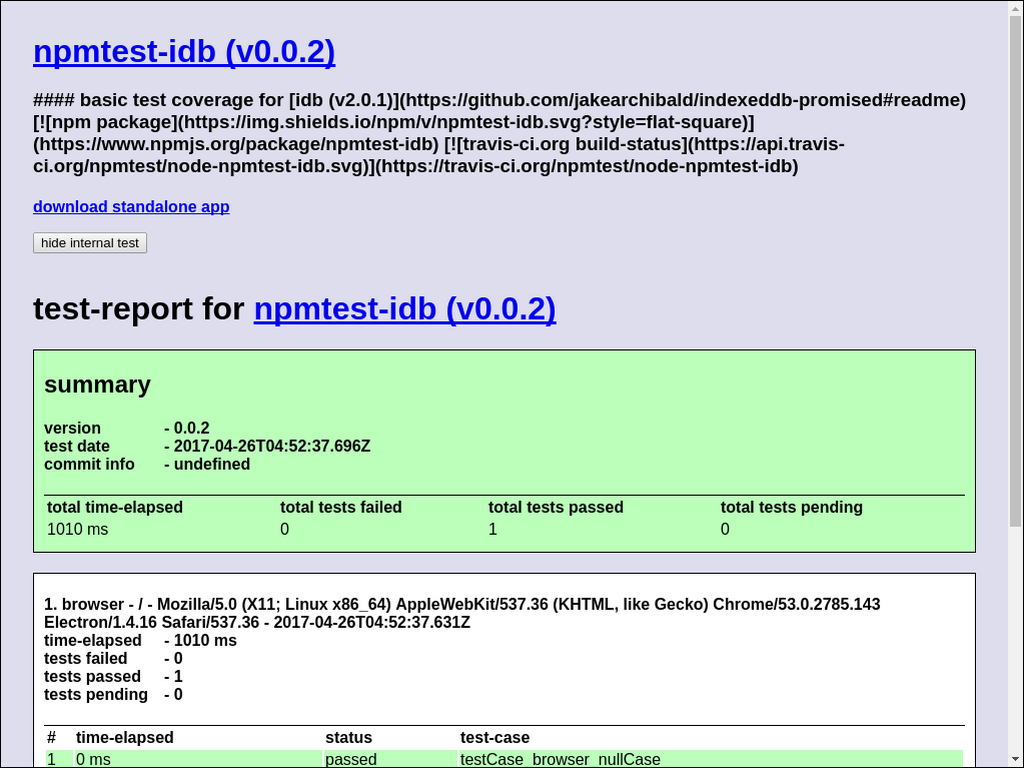 npmtest-idb (v0.0.2)
#### basic test coverage for [idb (v2.0.1)](https://github.com/jakearchibald/indexeddb-promised#readme)
[![npm package](https://img.shields.io/npm/v/npmtest-idb.svg?style=flat-square)]
(https://www.npmjs.org/package/npmtest-idb) [![travis-ci.org build-status](https://api.travis-
ci.org/npmtest/node-npmtest-idb.svg)](https://travis-ci.org/npmtest/node-npmtest-idb)
download standalone app
hide internal test
test-report for npmtest-idb (v0.0.2)
summary
version - 0.0.2
test date - 2017-04-26T04:52:37.696Z
commit info - undefined
total time-elapsed total tests failed total tests passed total tests pending
1010 ms 0 1 0
1. browser - / - Mozilla/5.0 (X11; Linux x86_64) AppleWebKit/537.36 (KHTML, like Gecko) Chrome/53.0.2785.143
Electron/1.4.16 Safari/537.36 - 2017-04-26T04:52:37.631Z
time-elapsed - 1010 ms
tests failed - 0
tests passed - 1
tests pending - 0
# time-elapsed status test-case
1 0 ms passed testCase_browser_nullCase